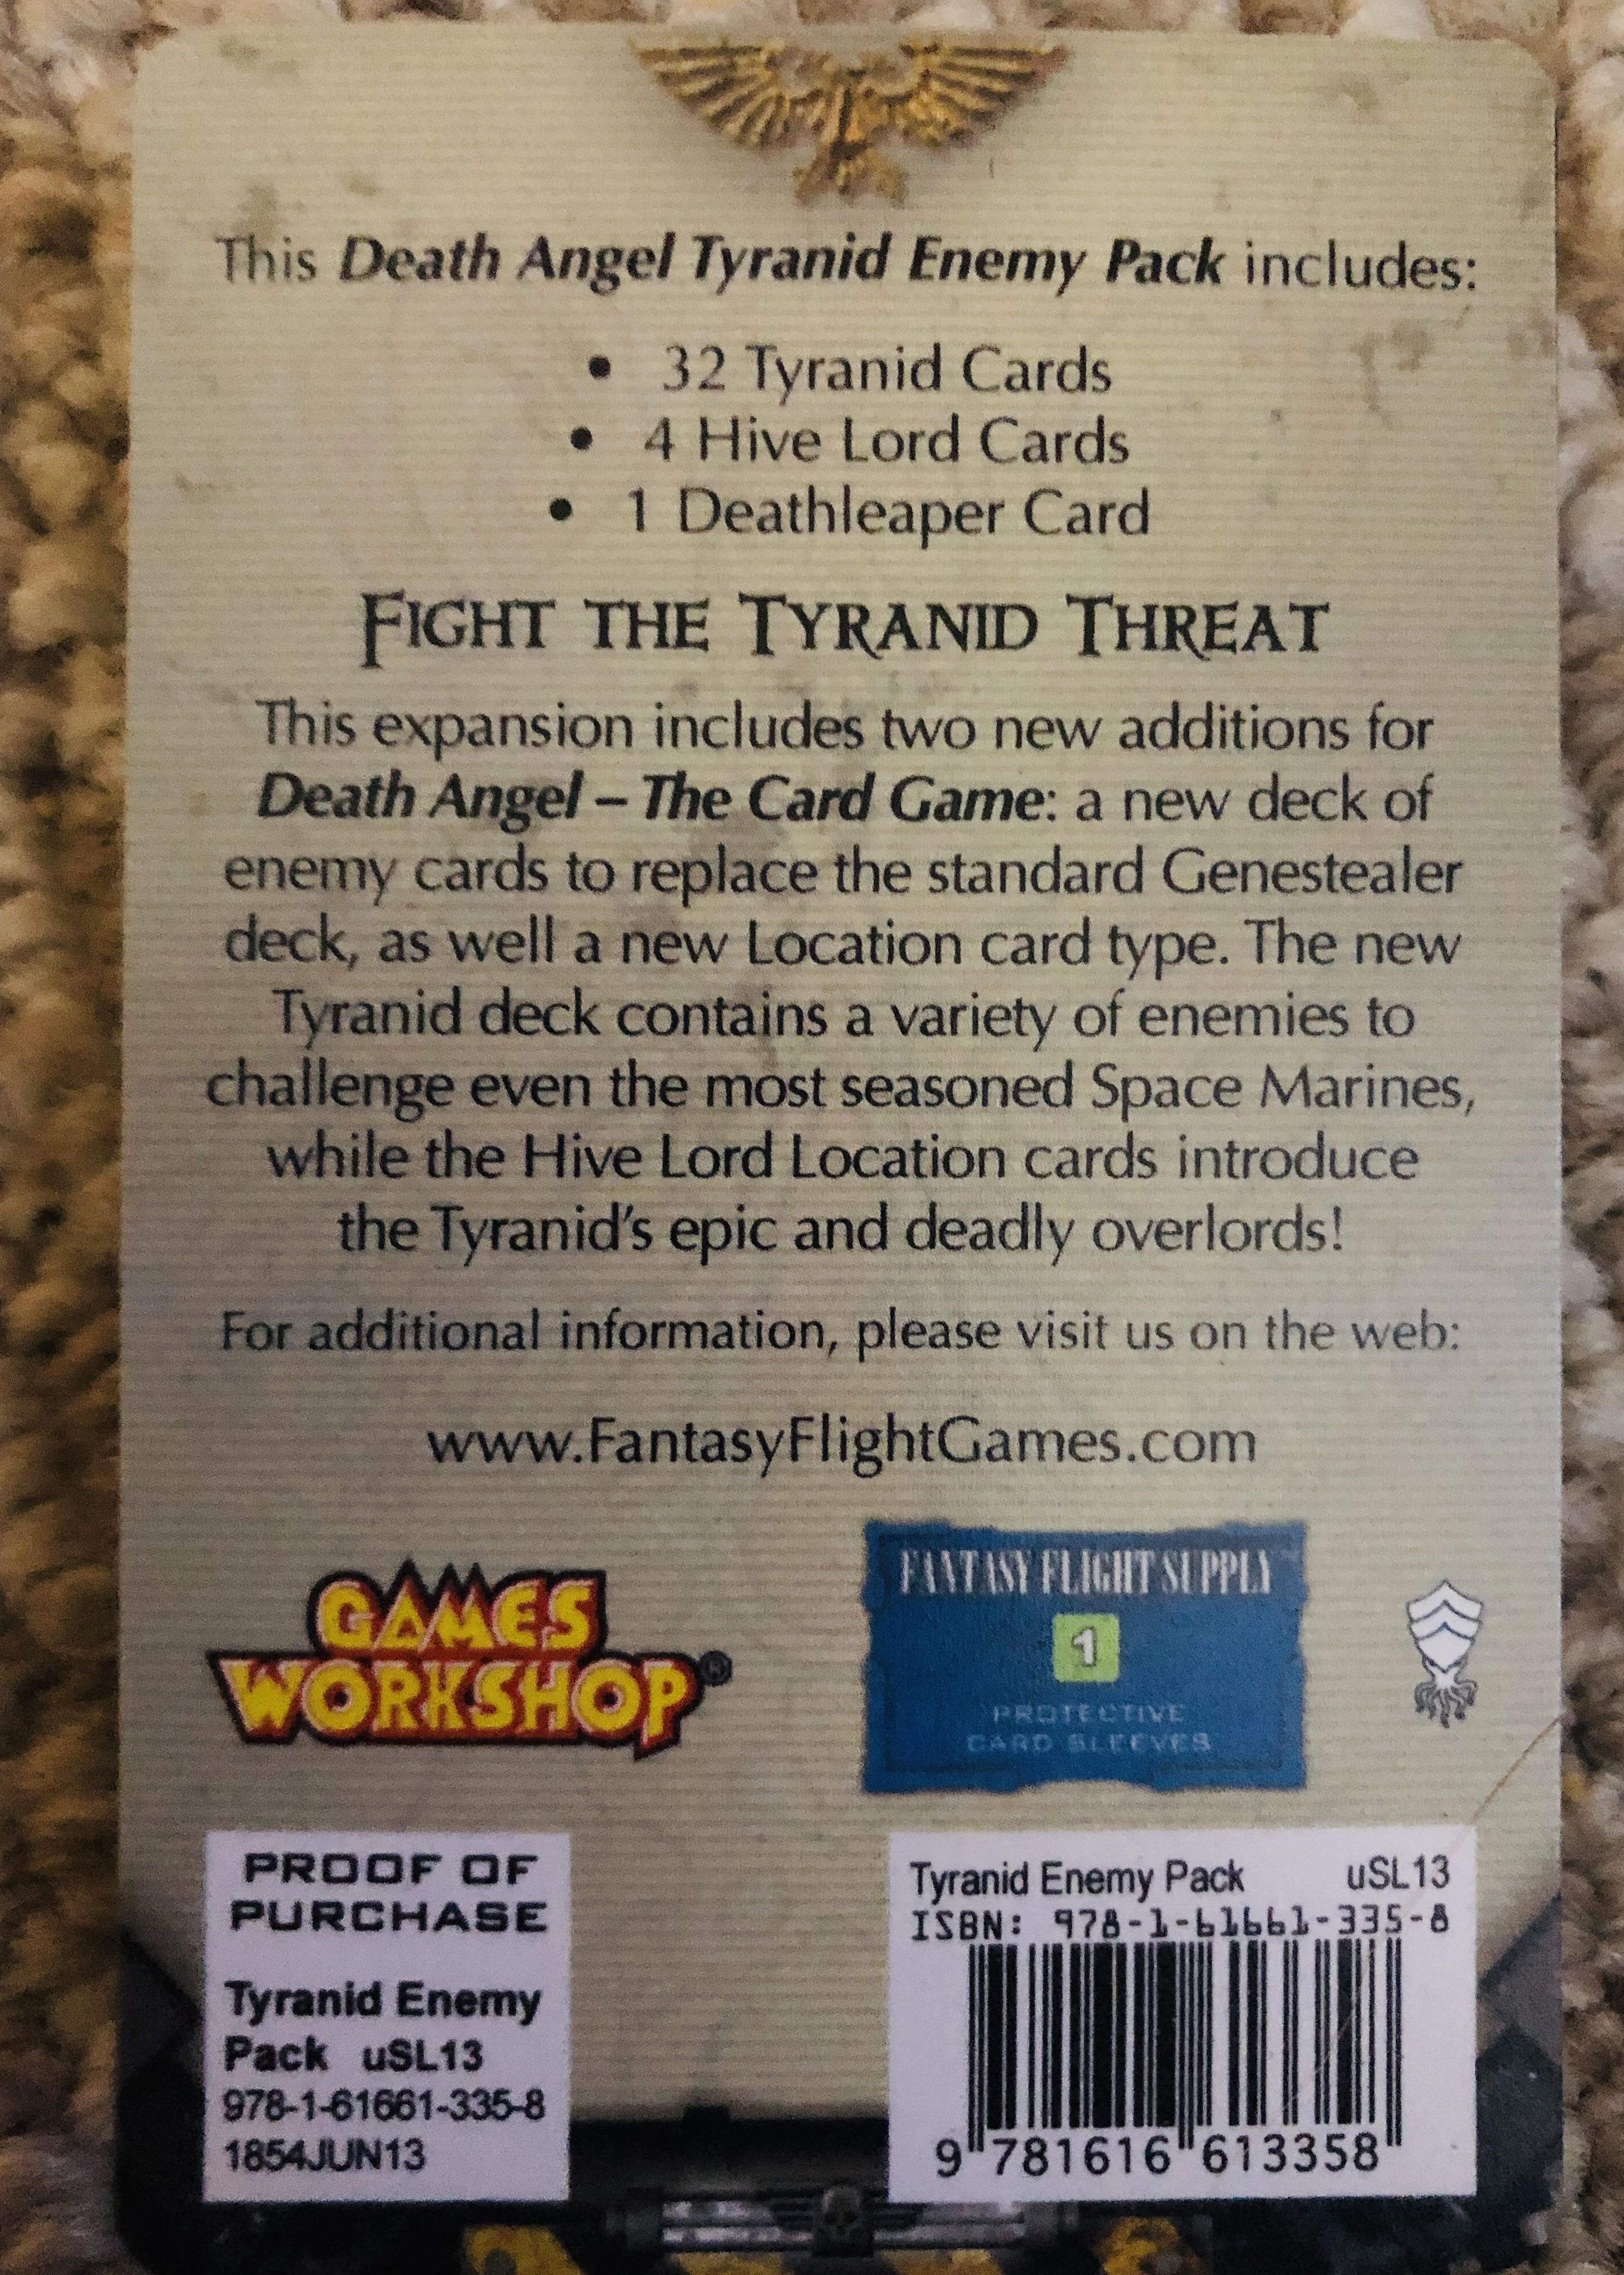 This Death Angel Tyranid Enemy Pack includes:
• 32 Tyranid Cards
• 4 Hive Lord Cards
• 1 Deathleaper Card
FIGHT THE TYRANID THREAT
This expansion includes two new additions for
Death Angel – The Card Game: a new deck of
enemy cards to replace the standard Genestealer
deck, as well a new Location card type. The new
Tyranid deck contains a variety of enemies to
challenge even the most seasoned Space Marines,
while the Hive Lord Location cards introduce
the Tyranid's epic and deadly overlords!
For additional information, please visit us on the web:
www.FantasyFlightGames.com
GAMES
WORKSHOP®
FANTASY FLIGHT SUPPLY™
1
PROTECTIVE
CARD SLEEVES
PROOF OF
PURCHASE
Tyranid Enemy
Pack uSL13
978-1-61661-335-8
1854JUN13
Tyranid Enemy Pack uSL13
ISBN: 978-1-61661-335-8
9 781616 613358